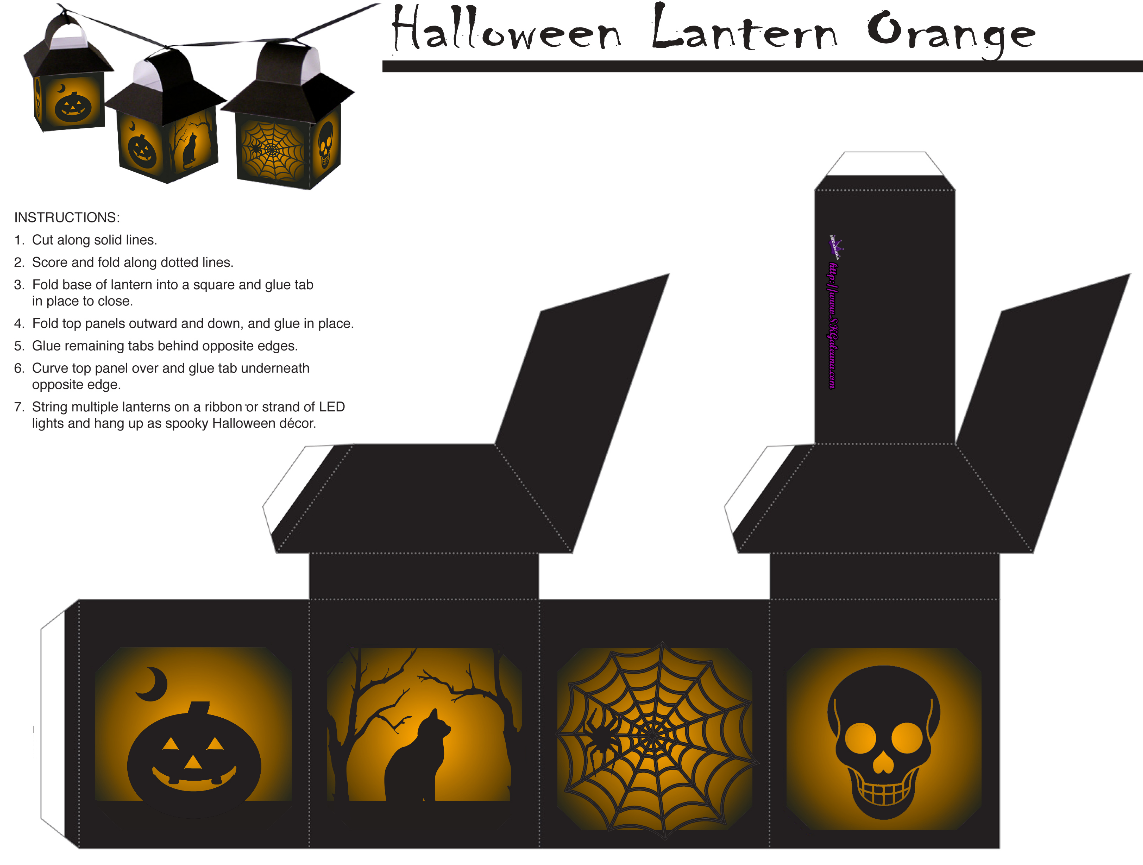 Halloween Lantern Orange
INSTRUCTIONS:
1. Cut along solid lines.
2. Score and fold along dotted lines.
3. Fold base of lantern into a square and glue tab
in place to close.
4. Fold top panels outward and down, and glue in place.
5. Glue remaining tabs behind opposite edges.
6. Curve top panel over and glue tab underneath
opposite edge.
7. String multiple lanterns on a ribbon or strand of LED
lights and hang up as spooky Halloween décor.